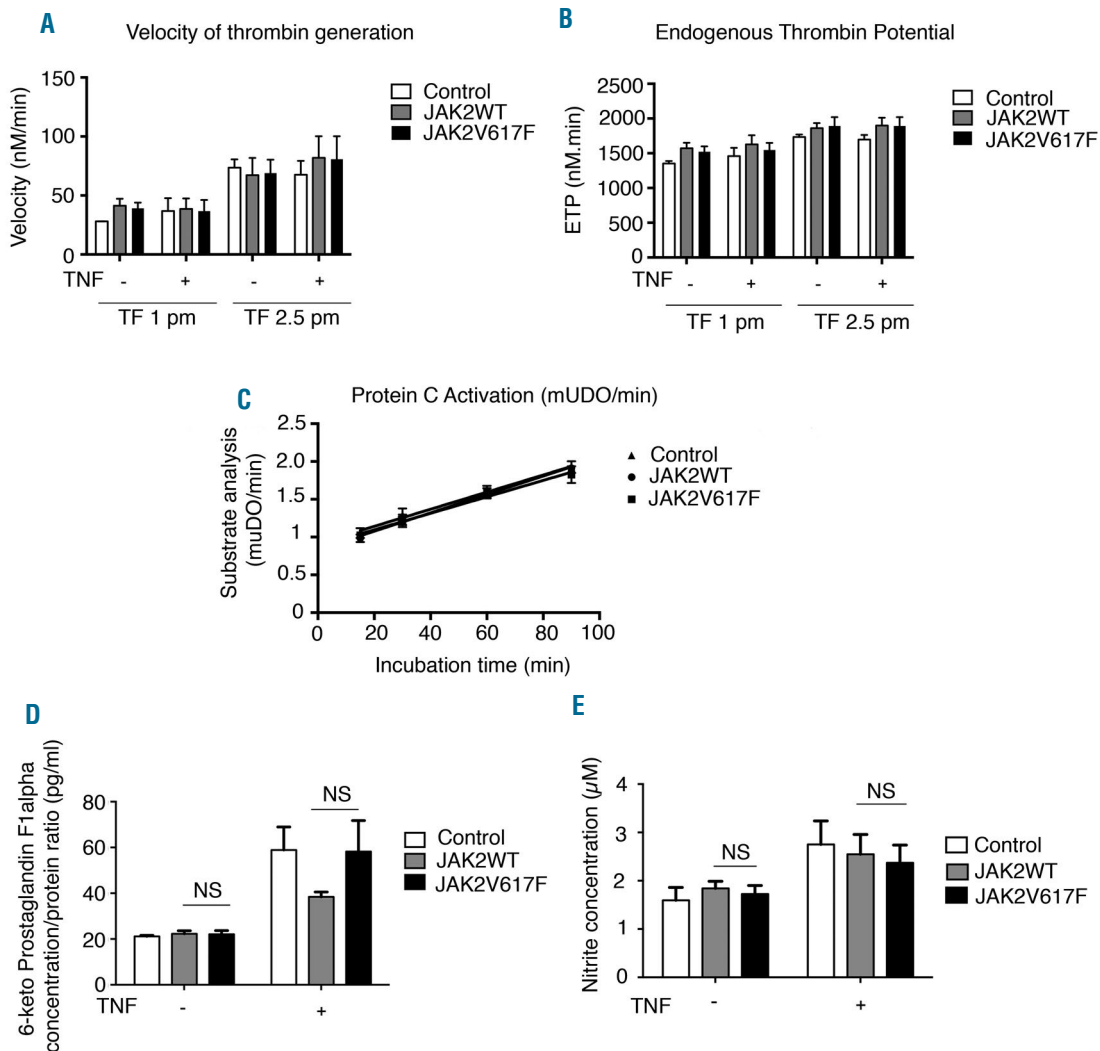 A
Velocity of thrombin generation
Velocity (nM/min)
150
100
50
0
Control
JAK2WT
JAK2V617F
TNF - + - +
TF 1 pm TF 2.5 pm
B
Endogenous Thrombin Potential
ETP (nM.min)
2500
2000
1500
1000
500
0
Control
JAK2WT
JAK2V617F
TNF - + - +
TF 1 pm TF 2.5 pm
C
Protein C Activation (mUDO/min)
Substrate analysis
(muDO/min)
2.5
2.0
1.5
1
0.5
0
0 20 40 60 80 100
Incubation time (min)
Control
JAK2WT
JAK2V617F
D
6-keto Prostaglandin F1alpha
concentration/protein ratio (pg/ml)
80
60
40
20
0
NS
NS
Control
JAK2WT
JAK2V617F
TNF - +
E
Nitrite concentration (µM)
4
3
2
1
0
NS
NS
Control
JAK2WT
JAK2V617F
TNF - +